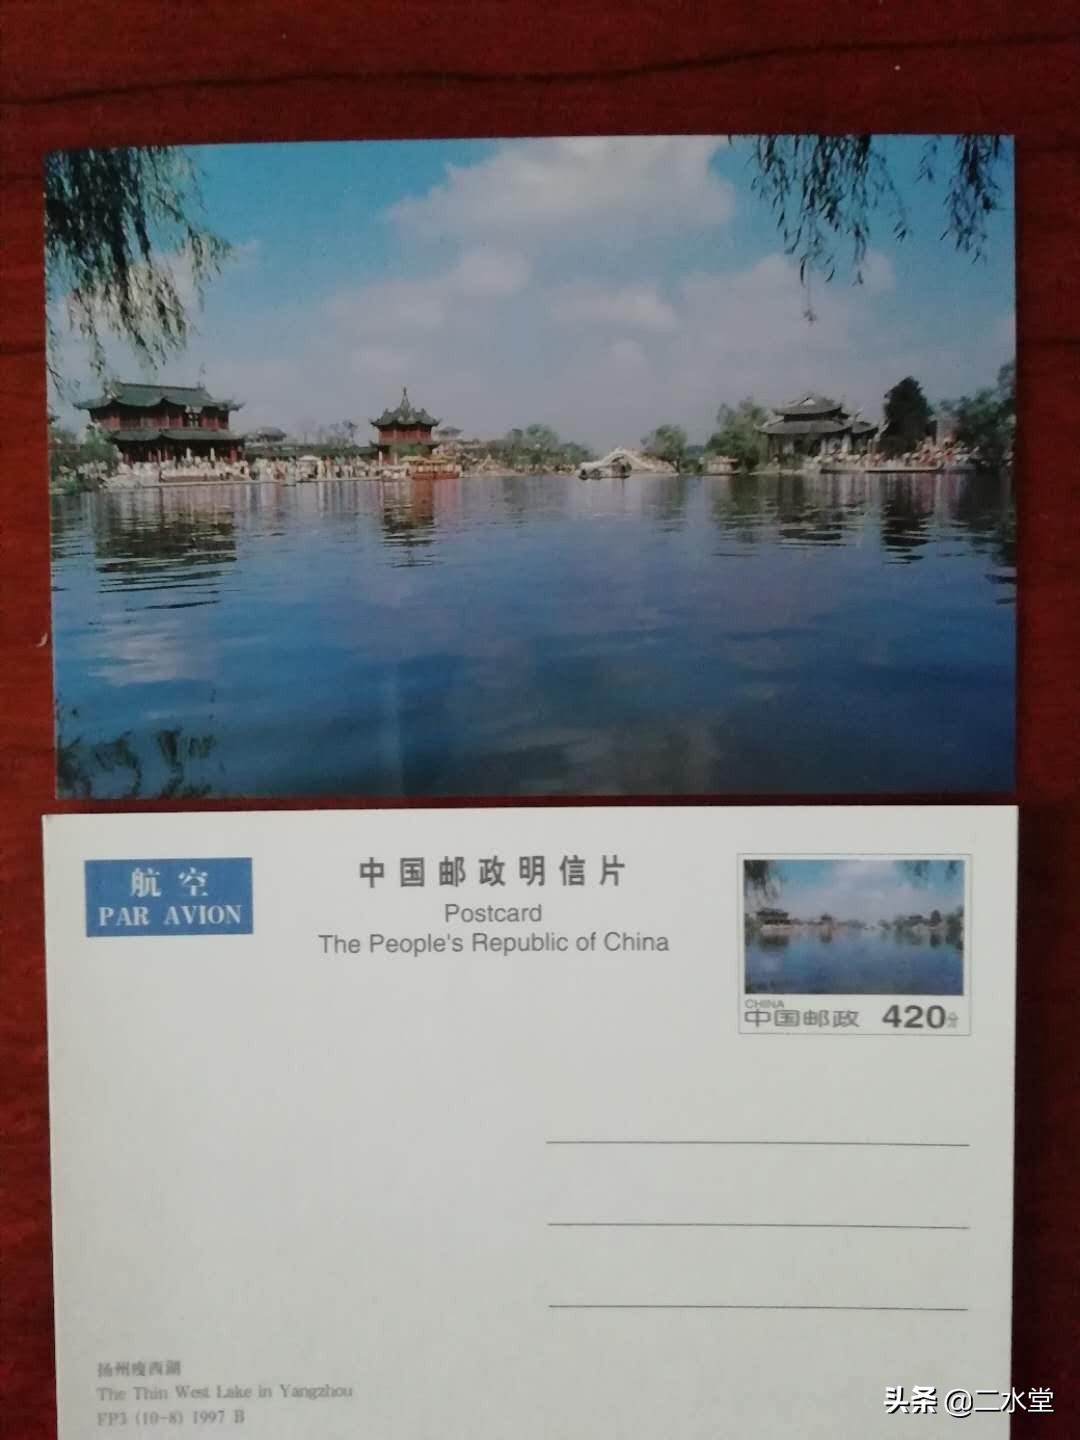 航空
PAR AVION
中国邮政明信片
Postcard
The People's Republic of China
CHINA
中国邮政 420分
扬州瘦西湖
The Thin West Lake in Yangzhou
FP3 (10-8) 1997 B
头条 @二水堂